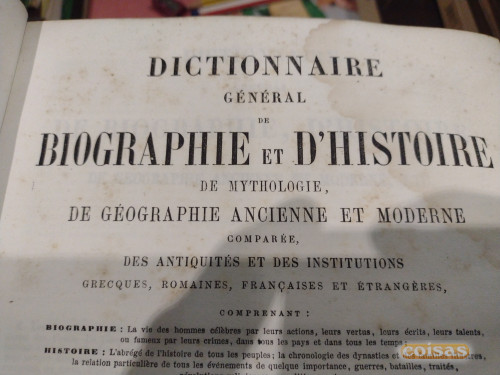 DICTIONNAIRE
GÉNÉRAL
DE
BIOGRAPHIE ET D'HISTOIRE
DE MYTHOLOGIE,
DE GÉOGRAPHIE ANCIENNE ET MODERNE
COMPARÉE,
DES ANTIQUITÉS ET DES INSTITUTIONS
GRECQUES, ROMAINES, FRANÇAISES ET ÉTRANGÈRES,
COMPRENANT :
BIOGRAPHIE : La vie des hommes célèbres par leurs actions, leurs vertus, leurs écrits, leurs talents,
ou fameux par leurs crimes, dans tous les pays et dans tous les temps ;
HISTOIRE : L'abrégé de l'histoire de tous les peuples ; la chronologie des dynasties et
la relation particulière de tous les événements de quelque importance, guerres, batailles, traités,
coisas